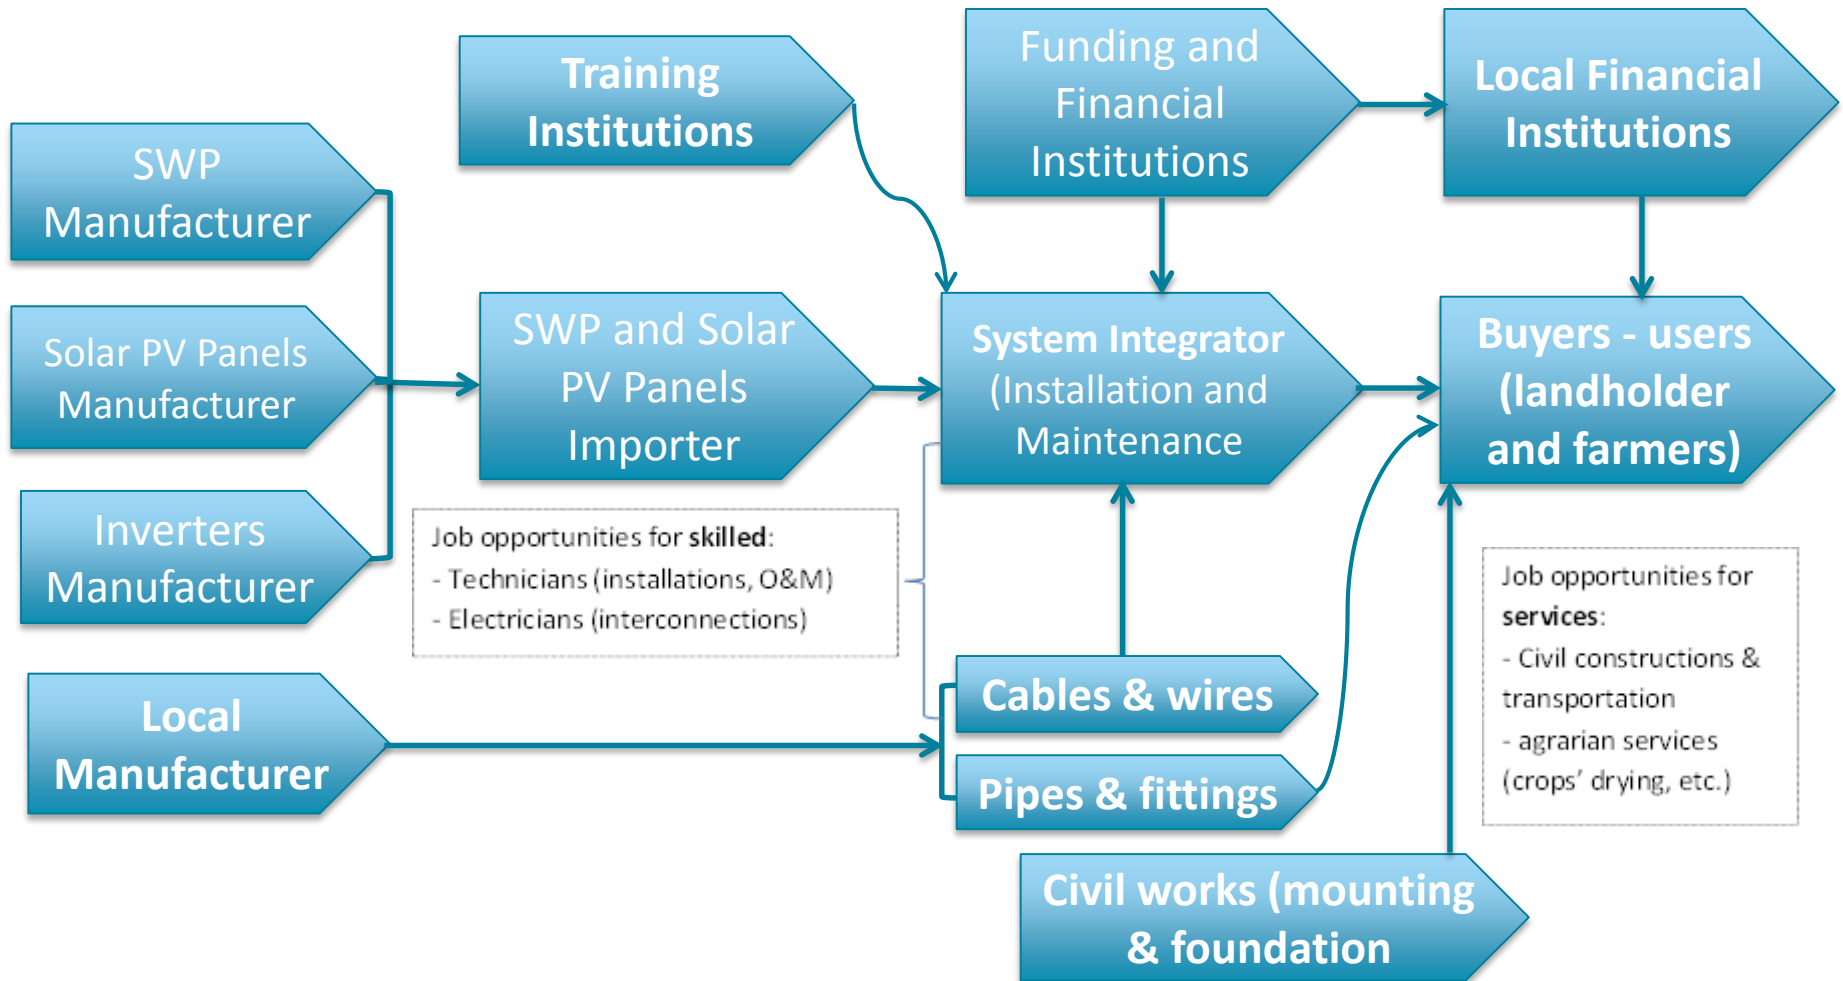 Training
Institutions
Funding and
Financial
Institutions
Local Financial
Institutions
SWP
Manufacturer
Solar PV Panels
Manufacturer
Inverters
Manufacturer
SWP and Solar
PV Panels
Importer
System Integrator
(Installation and
Maintenance
Buyers - users
(landholder
and farmers)
Job opportunities for skilled:
- Technicians (installations, O&M)
- Electricians (interconnections)
Job opportunities for
services:
- Civil constructions &
transportation
- agrarian services
(crops’ drying, etc.)
Local
Manufacturer
Cables & wires
Pipes & fittings
Civil works (mounting
& foundation